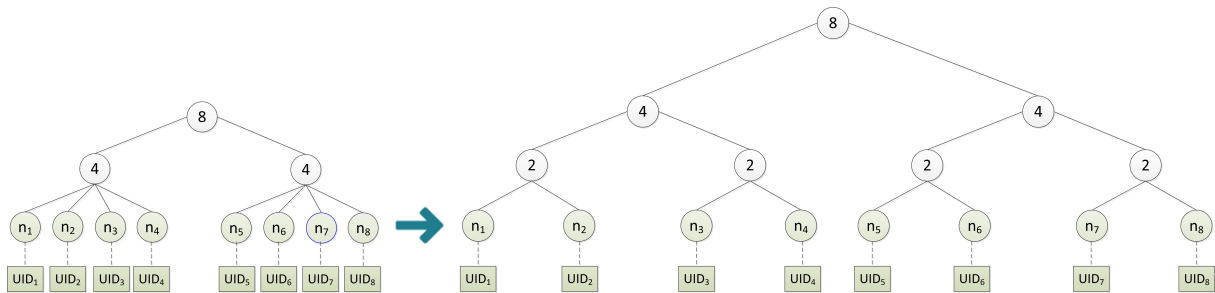 8
8
4
4
4
4
2
2
2
2
n₁ n₂ n₃ n₄ n₅ n₆ n₇ n₈
n₁ n₂ n₃ n₄ n₅ n₆ n₇ n₈
UID₁ UID₂ UID₃ UID₄ UID₅ UID₆ UID₇ UID₈
UID₁ UID₂ UID₃ UID₄ UID₅ UID₆ UID₇ UID₈